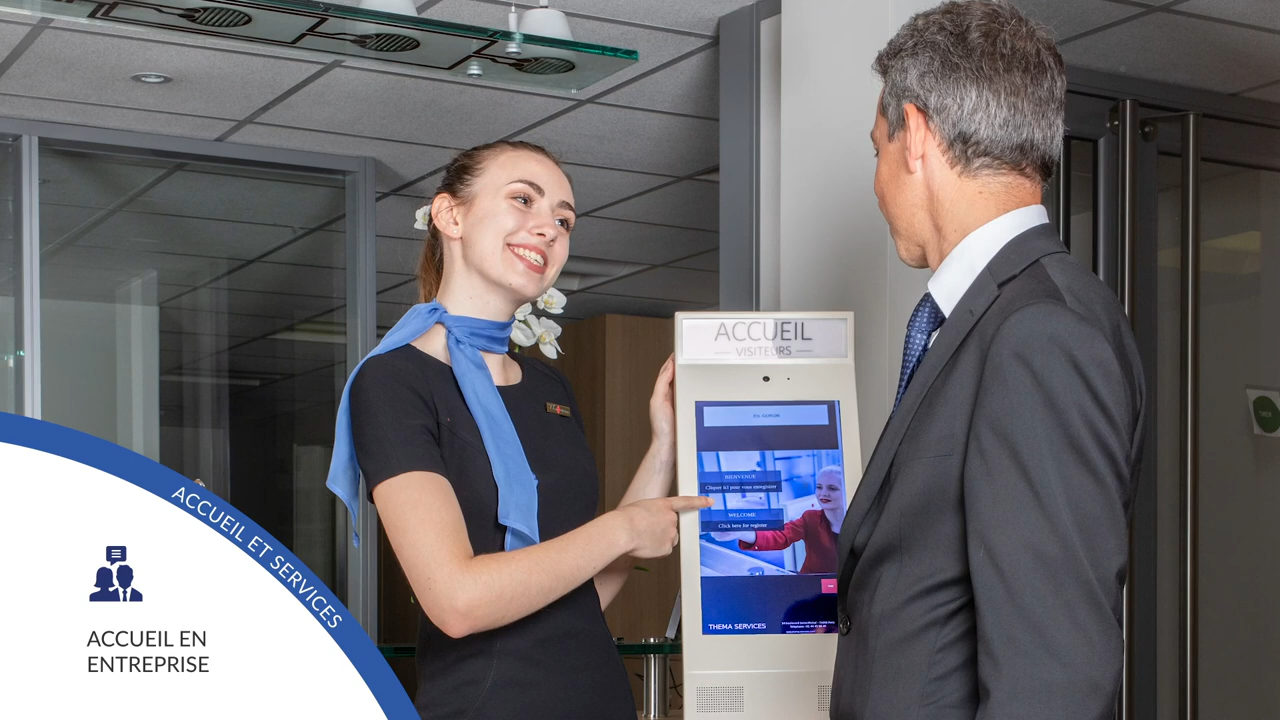 ACCUEIL
VISITEURS
BIENVENUE
Cliquer ici pour vous enregistrer
WELCOME
Click here for register
THEMA SERVICES
ACCUEIL ET SERVICES
ACCUEIL EN
ENTREPRISE